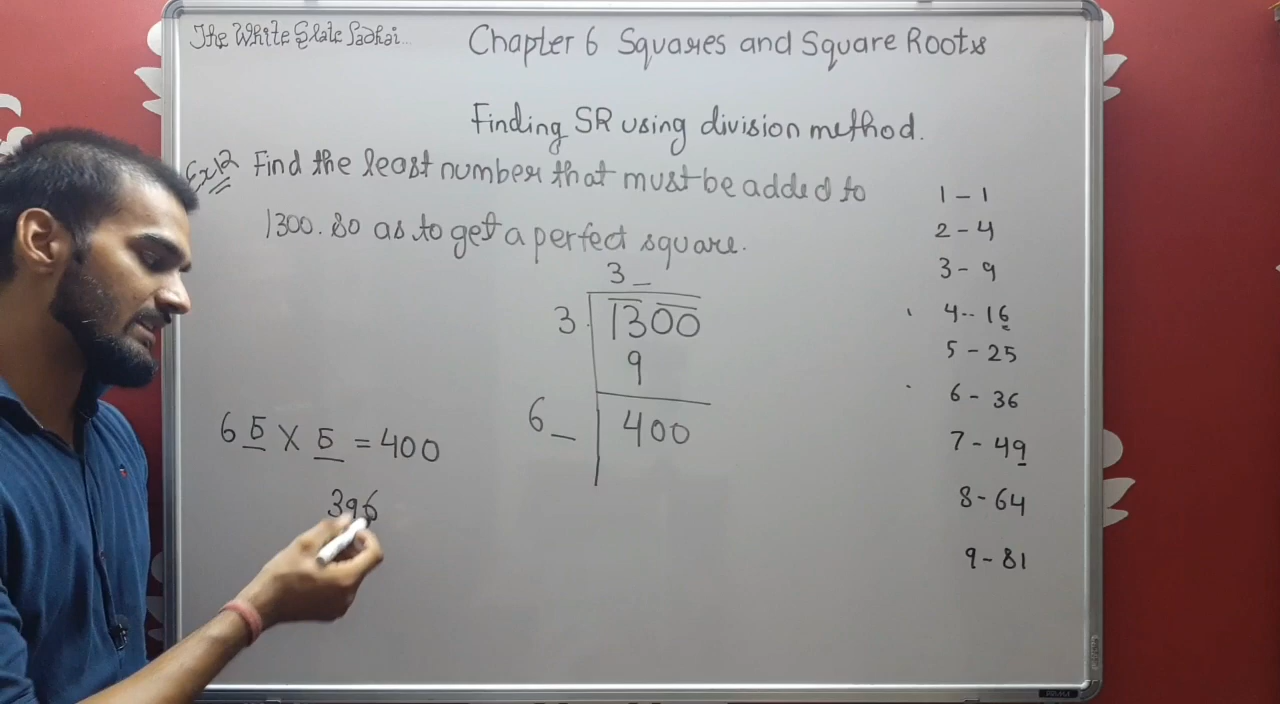 The White Slate Padhai...
Chapter 6 Squares and Square Roots
Finding SR using division method.
Ex 12 Find the least number that must be added to
1300. so as to get a perfect square.
3 _
3 1300
9
6 _ 400
6 5 X 5 = 400
396
1 - 1
2 - 4
3 - 9
4 -- 16
5 - 25
6 - 36
7 - 49
8 - 64
9 - 81